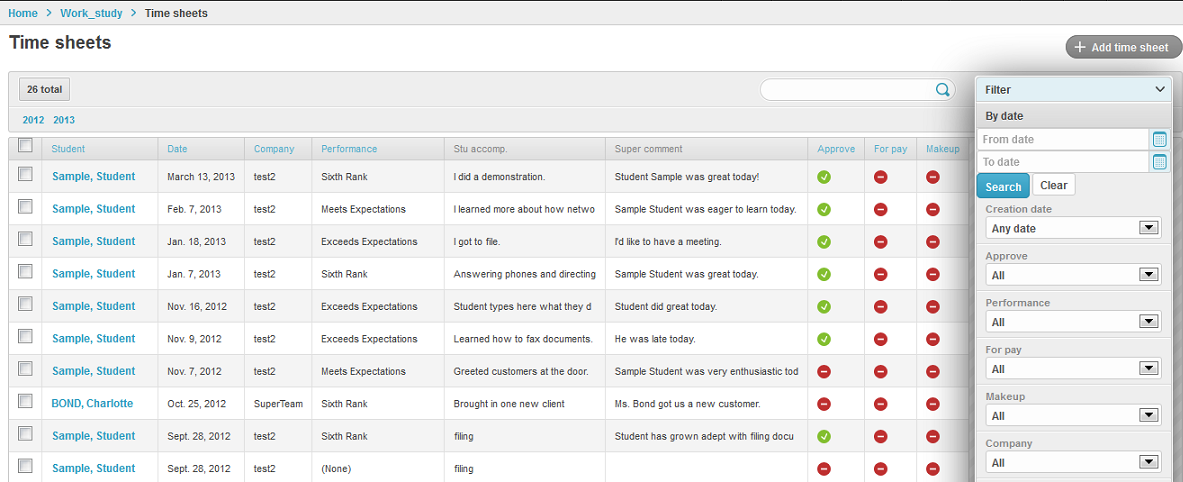 Home > Work_study > Time sheets
Time sheets
+ Add time sheet
26 total
2012 2013
Student Date Company Performance Stu accomp. Super comment Approve For pay Makeup
Sample, Student March 13, 2013 test2 Sixth Rank I did a demonstration. Student Sample was great today!
Sample, Student Feb. 7, 2013 test2 Meets Expectations I learned more about how netwo Sample Student was eager to learn today.
Sample, Student Jan. 18, 2013 test2 Exceeds Expectations I got to file. I'd like to have a meeting.
Sample, Student Jan. 7, 2013 test2 Sixth Rank Answering phones and directing Sample Student was great today.
Sample, Student Nov. 16, 2012 test2 Exceeds Expectations Student types here what they d Student did great today.
Sample, Student Nov. 9, 2012 test2 Exceeds Expectations Learned how to fax documents. He was late today.
Sample, Student Nov. 7, 2012 test2 Meets Expectations Greeted customers at the door. Sample Student was very enthusiastic tod
BOND, Charlotte Oct. 25, 2012 SuperTeam Sixth Rank Brought in one new client Ms. Bond got us a new customer.
Sample, Student Sept. 28, 2012 test2 Sixth Rank filing Student has grown adept with filing docu
Sample, Student Sept. 28, 2012 test2 (None) filing
Filter
By date
From date
To date
Search Clear
Creation date
Any date
Approve
All
Performance
All
For pay
All
Makeup
All
Company
All